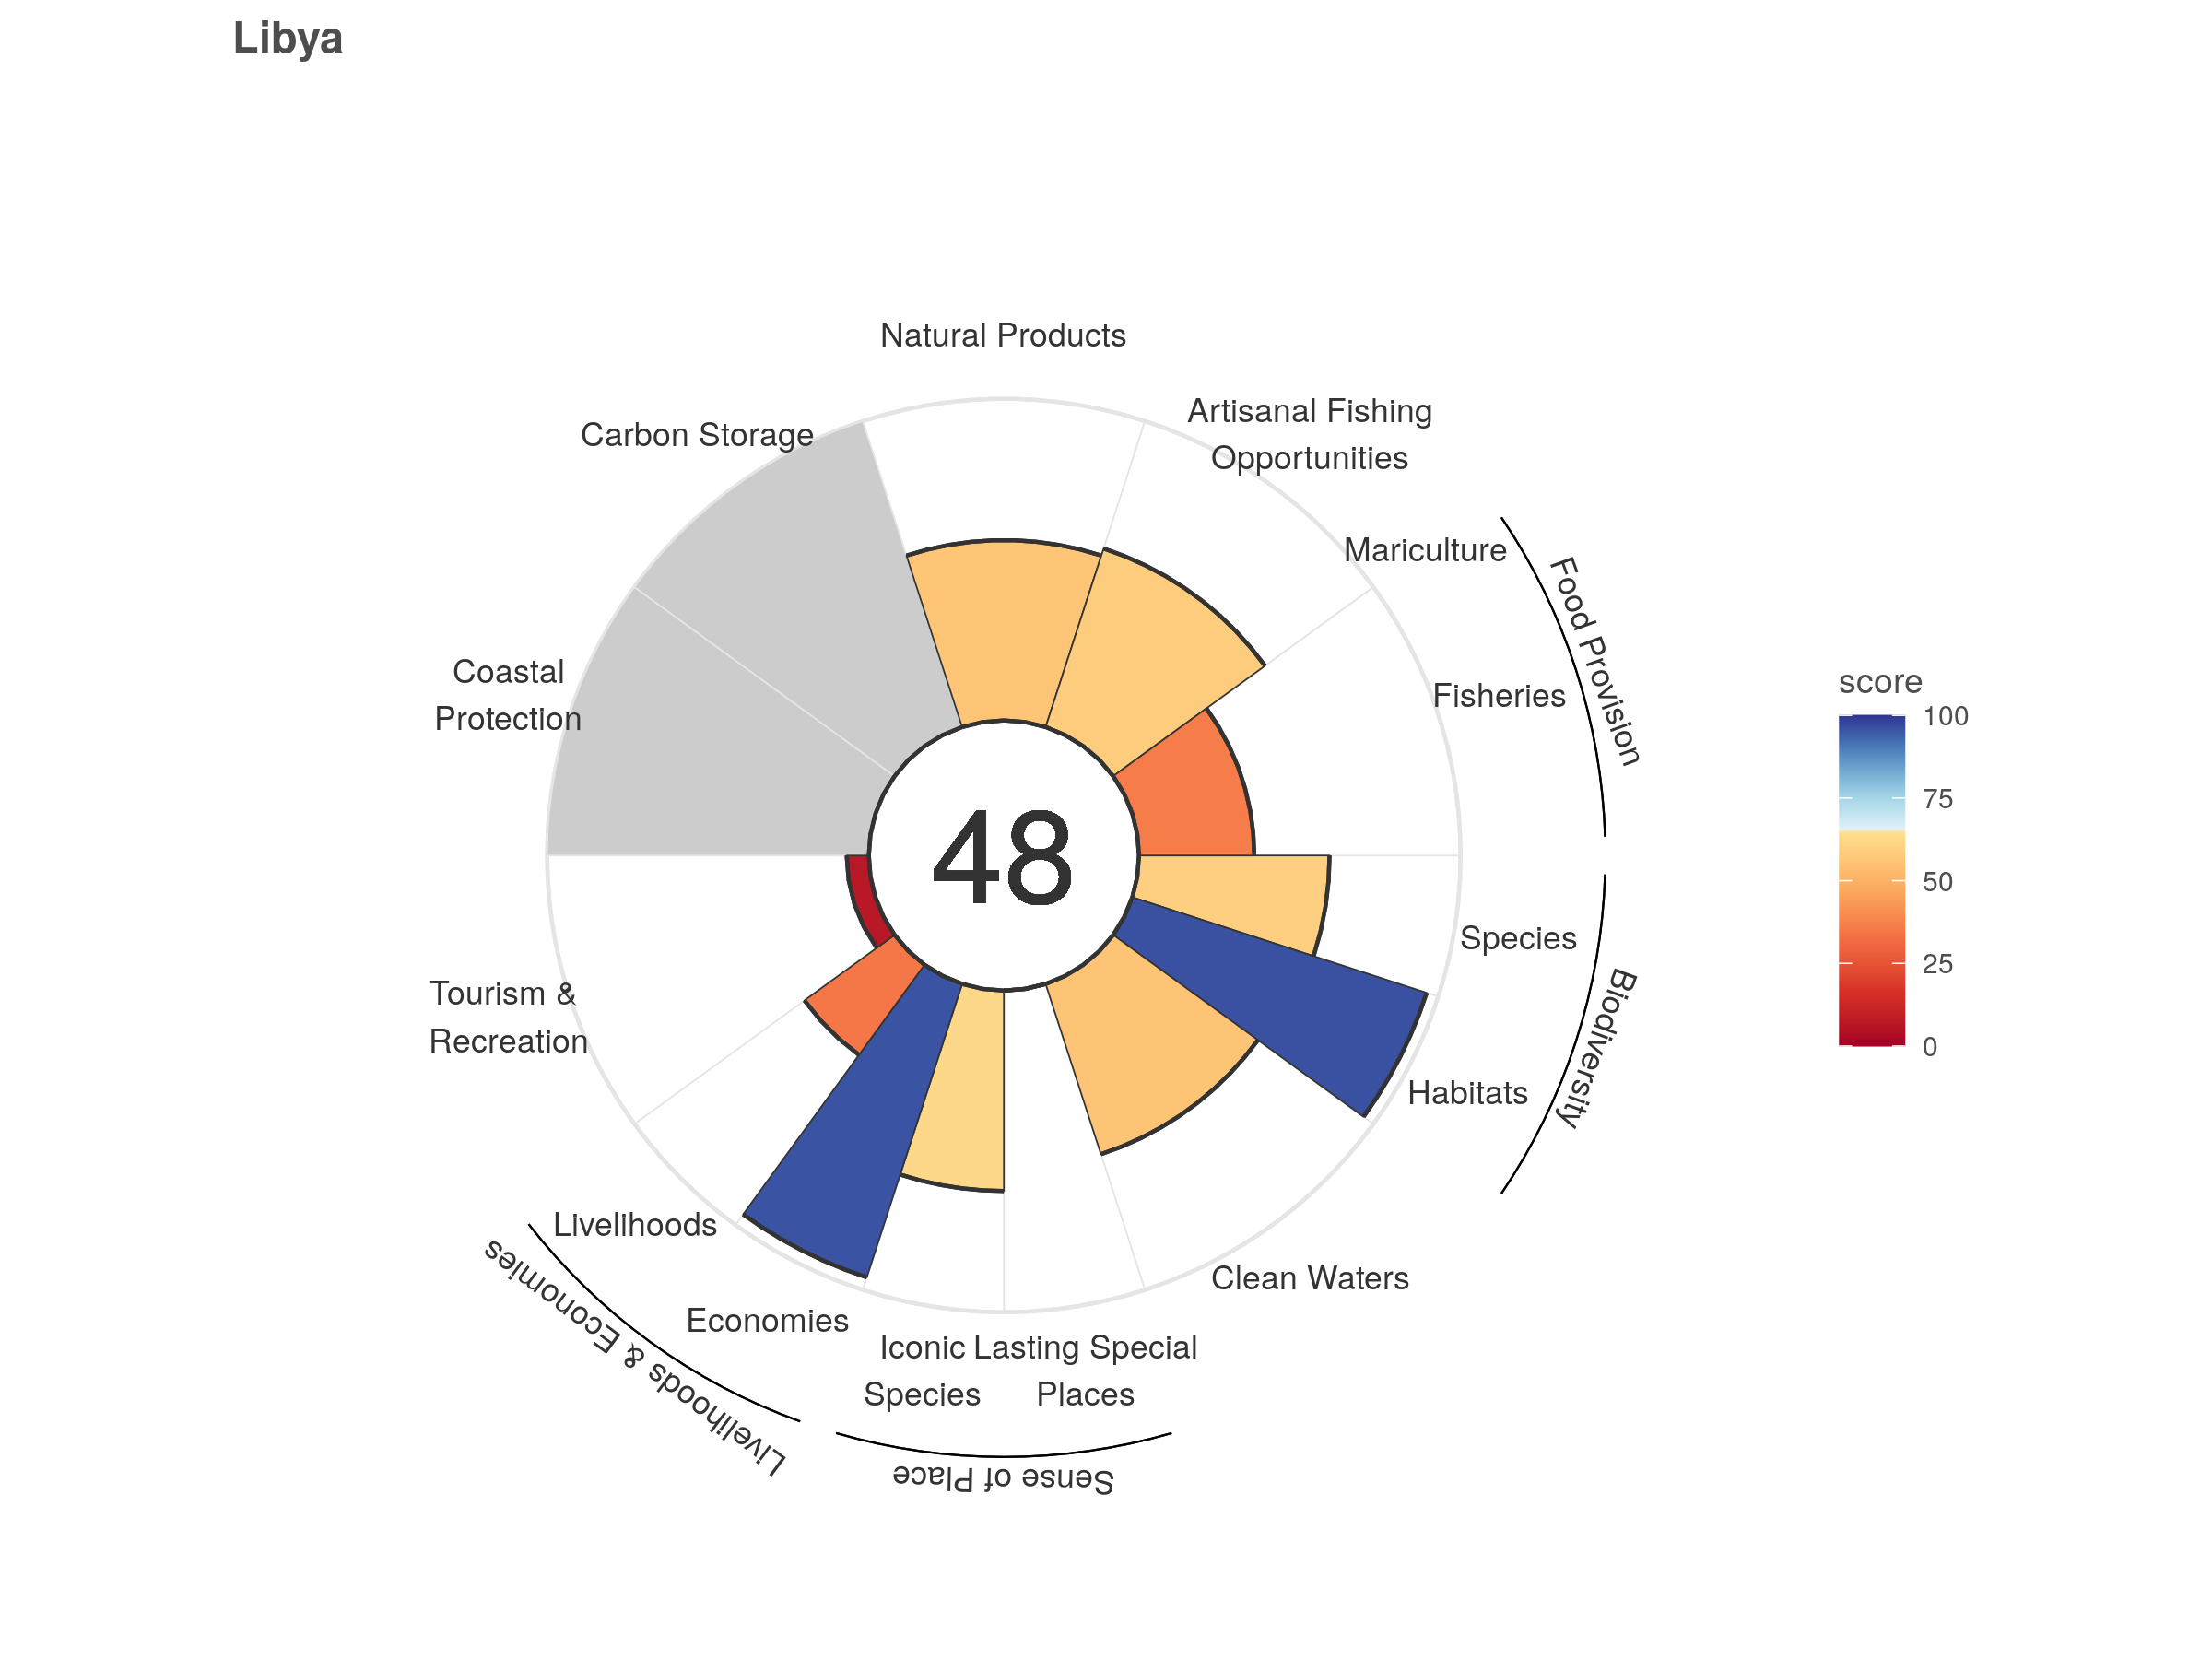 Libya
Natural Products
Artisanal Fishing
Opportunities
Carbon Storage
Mariculture
Food Provision
Fisheries
Coastal
Protection
score
100
75
50
25
0
48
Species
Biodiversity
Tourism &
Recreation
Habitats
Livelihoods
Clean Waters
Economies
Livelihoods & Economies
Iconic
Species
Lasting Special
Places
Sense of Place